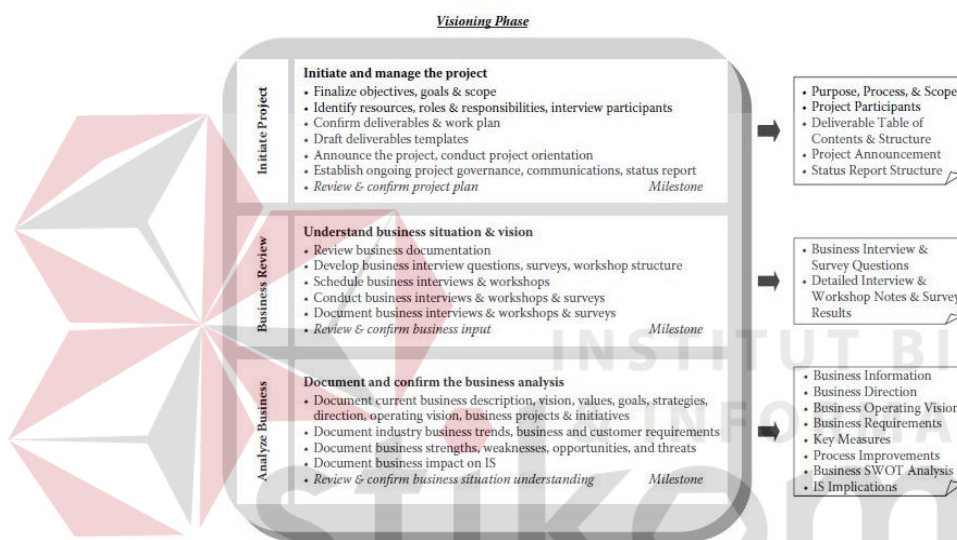 Visioning Phase
Initiate Project
Initiate and manage the project
• Finalize objectives, goals & scope
• Identify resources, roles & responsibilities, interview participants
• Confirm deliverables & work plan
• Draft deliverables templates
• Announce the project, conduct project orientation
• Establish ongoing project governance, communications, status report
• Review & confirm project plan Milestone
• Purpose, Process, & Scope
• Project Participants
• Deliverable Table of
Contents & Structure
• Project Announcement
• Status Report Structure
Business Review
Understand business situation & vision
• Review business documentation
• Develop business interview questions, surveys, workshop structure
• Schedule business interviews & workshops
• Conduct business interviews & workshops & surveys
• Document business interviews & workshops & surveys
• Review & confirm business input Milestone
• Business Interview &
Survey Questions
• Detailed Interview &
Workshop Notes & Survey
Results
Analyze Business
Document and confirm the business analysis
• Document current business description, vision, values, goals, strategies,
direction, operating vision, business projects & initiatives
• Document industry business trends, business and customer requirements
• Document business strengths, weaknesses, opportunities, and threats
• Document business impact on IS
• Review & confirm business situation understanding Milestone
• Business Information
• Business Direction
• Business Operating Vision
• Business Requirements
• Key Measures
• Process Improvements
• Business SWOT Analysis
• IS Implications
INSTITUT BI
INFORMA
stikom